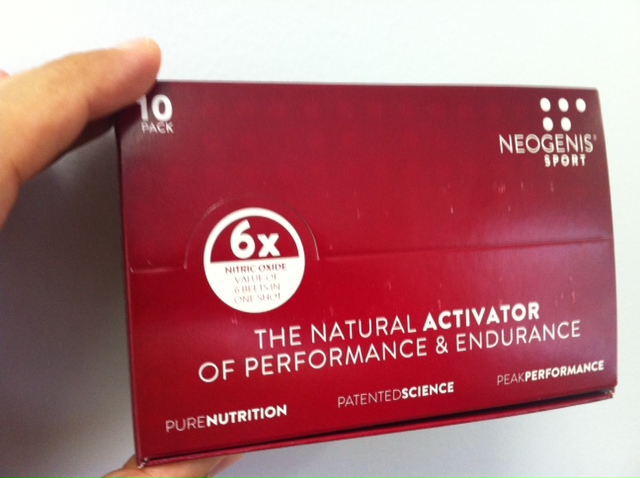 10
PACK
NEOGENIS®
SPORT
6x
NITRIC OXIDE
VALUE OF
6 BEETS IN
ONE SHOT
THE NATURAL ACTIVATOR
OF PERFORMANCE & ENDURANCE
PURENUTRITION
PATENTEDSCIENCE
PEAKPERFORMANCE